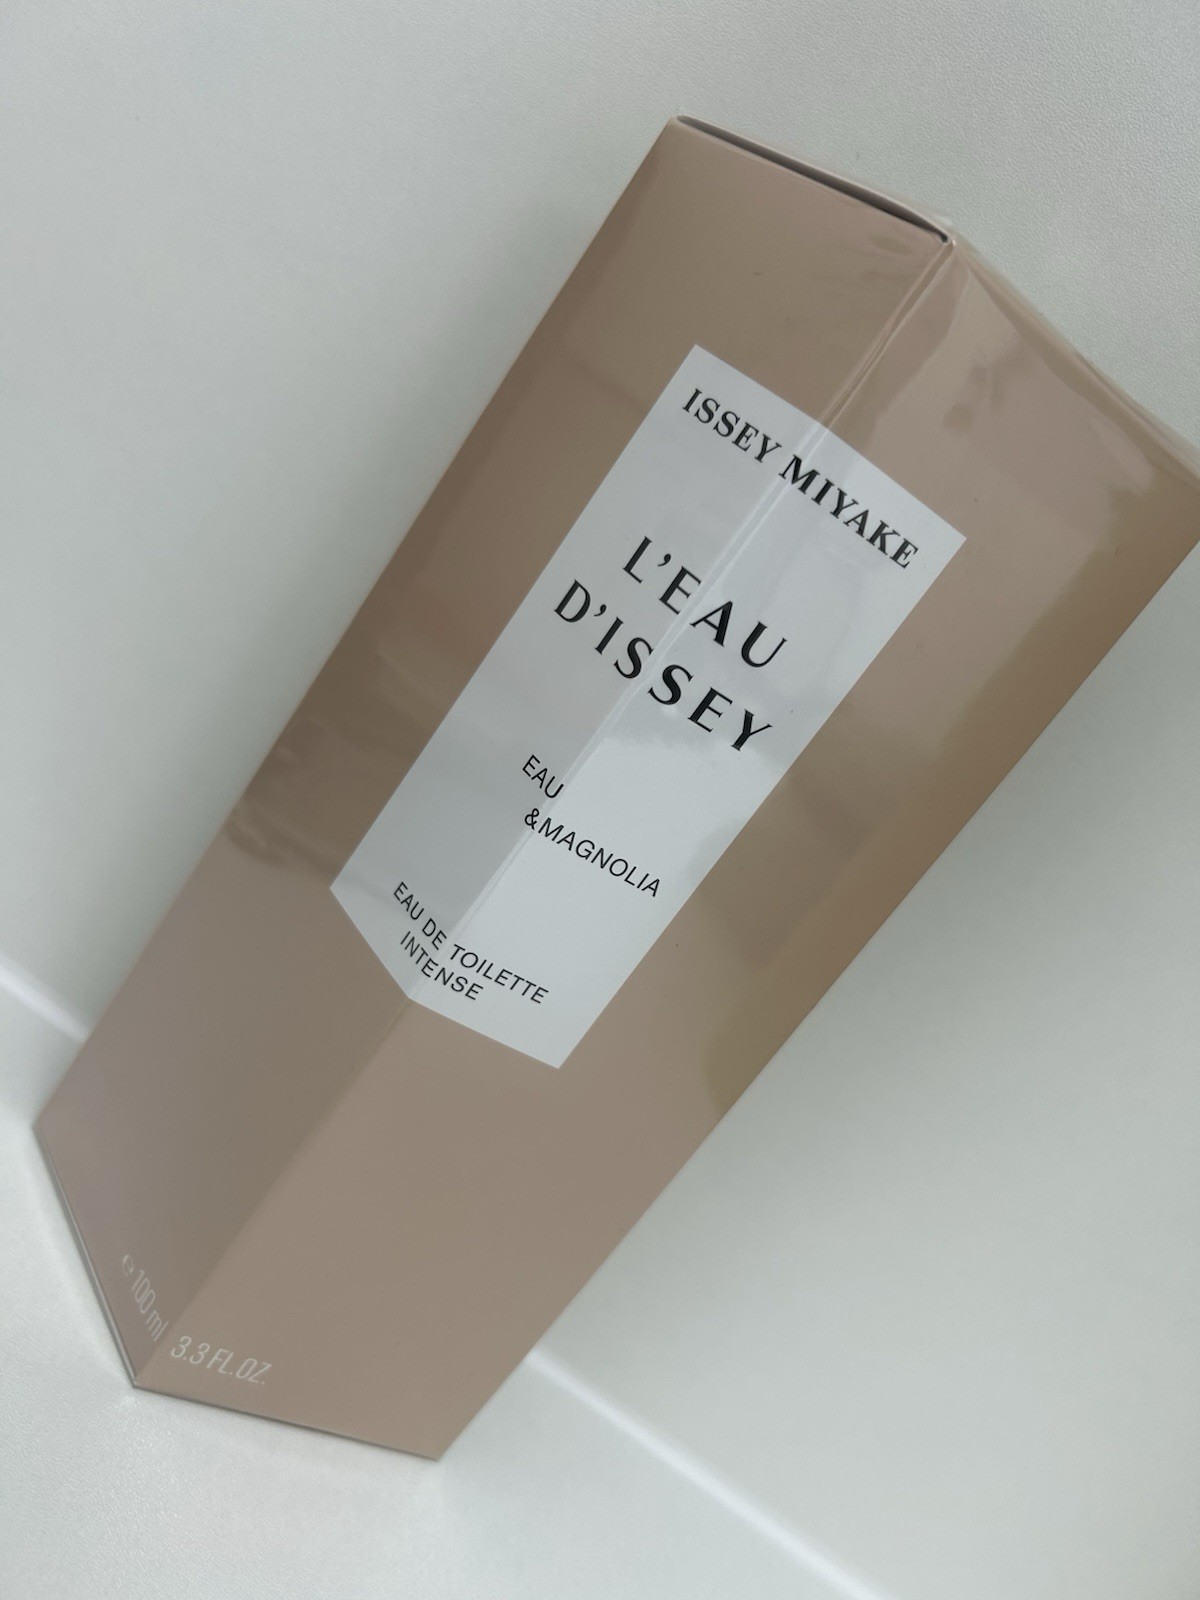 ISSEY MIYAKE
L'EAU
D'ISSEY
EAU
&MAGNOLIA
EAU DE TOILETTE
INTENSE
e 100 ml 3.3 FL.OZ.